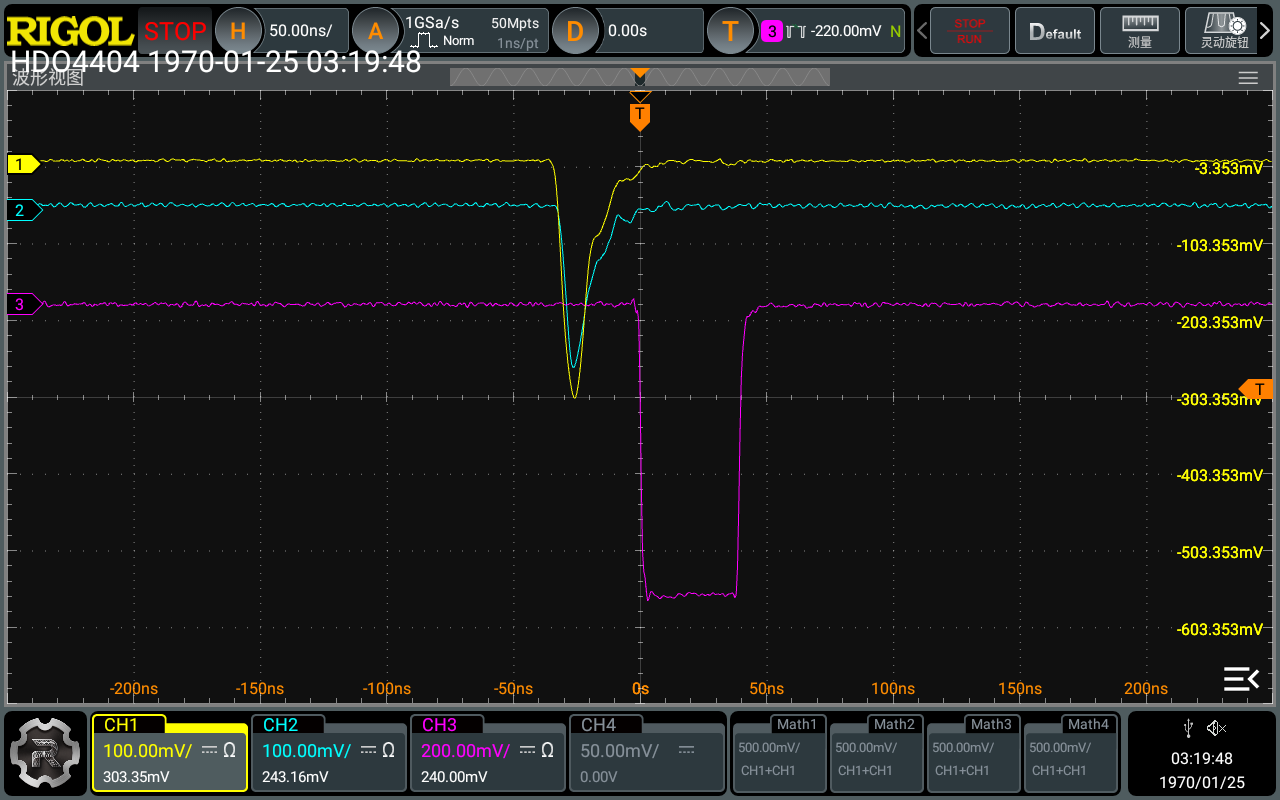 RIGOL STOP H 50.00ns/ A 1GSa/s Norm 50Mpts 1ns/pt D 0.00s T 3 -220.00mV N STOP RUN Default 测量 灵动旋钮
HDO4404 1970-01-25 03:19:48
波形视图
T
1
-3.353mV
2
-103.353mV
3
-203.353mV
T
-303.353mV
-403.353mV
-503.353mV
-603.353mV
-200ns -150ns -100ns -50ns 0s 50ns 100ns 150ns 200ns
CH1 CH2 CH3 CH4 Math1 Math2 Math3 Math4
100.00mV/ Ω 100.00mV/ Ω 200.00mV/ Ω 50.00mV/ 500.00mV/ 500.00mV/ 500.00mV/ 500.00mV/
303.35mV 243.16mV 240.00mV 0.00V CH1+CH1 CH1+CH1 CH1+CH1 CH1+CH1
03:19:48
1970/01/25